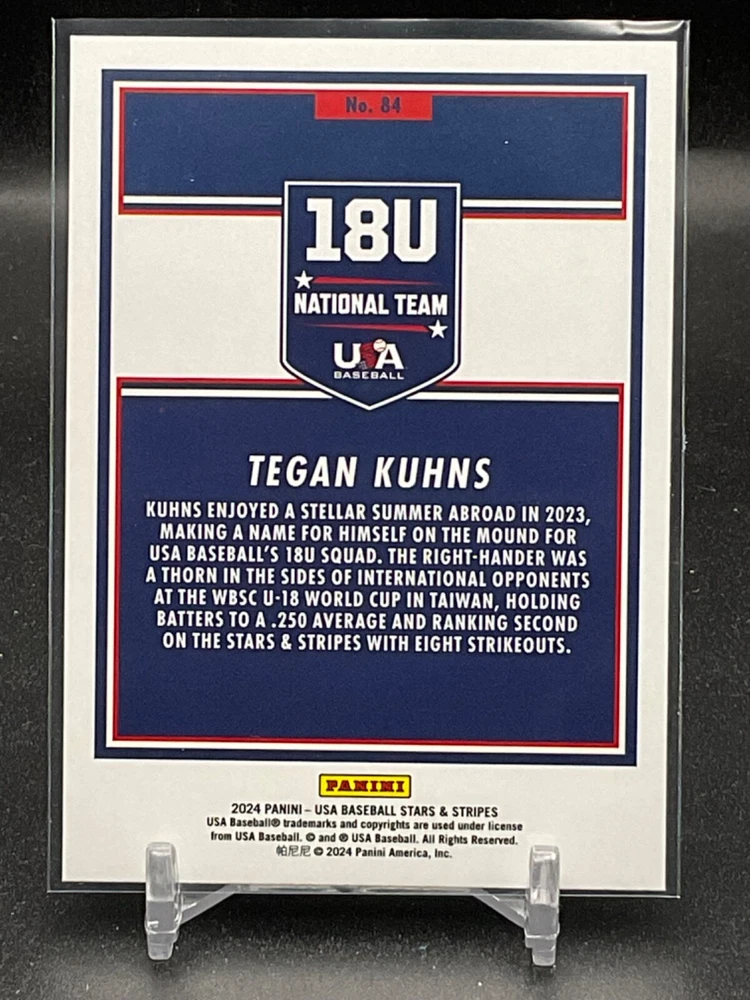 No. 84
18U
NATIONAL TEAM
USA
BASEBALL
TEGAN KUHNS
KUHNS ENJOYED A STELLAR SUMMER ABROAD IN 2023,
MAKING A NAME FOR HIMSELF ON THE MOUND FOR
USA BASEBALL'S 18U SQUAD. THE RIGHT-HANDER WAS
A THORN IN THE SIDES OF INTERNATIONAL OPPONENTS
AT THE WBSC U-18 WORLD CUP IN TAIWAN, HOLDING
BATTERS TO A .250 AVERAGE AND RANKING SECOND
ON THE STARS & STRIPES WITH EIGHT STRIKEOUTS.
PANINI
2024 PANINI – USA BASEBALL STARS & STRIPES
USA Baseball® trademarks and copyrights are used under license
from USA Baseball. © and ® USA Baseball. All Rights Reserved.
帕尼尼 © 2024 Panini America, Inc.